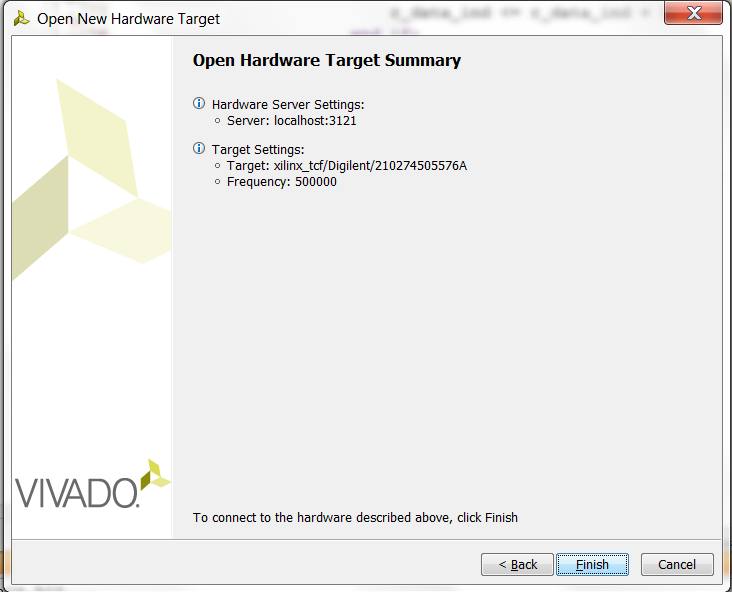 Open New Hardware Target
Open Hardware Target Summary
Hardware Server Settings:
Server: localhost:3121
Target Settings:
Target: xilinx_tcf/Digilent/210274505576A
Frequency: 500000
VIVADO.
To connect to the hardware described above, click Finish
< Back
Finish
Cancel